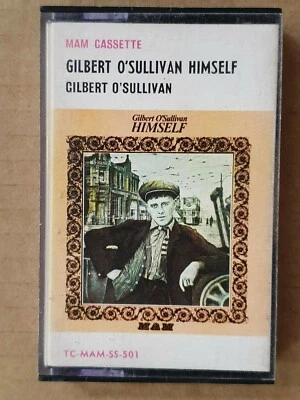 MAM CASSETTE
GILBERT O'SULLIVAN HIMSELF
GILBERT O'SULLIVAN
Gilbert O'Sullivan
HIMSELF
MAM
TC-MAM-SS-501